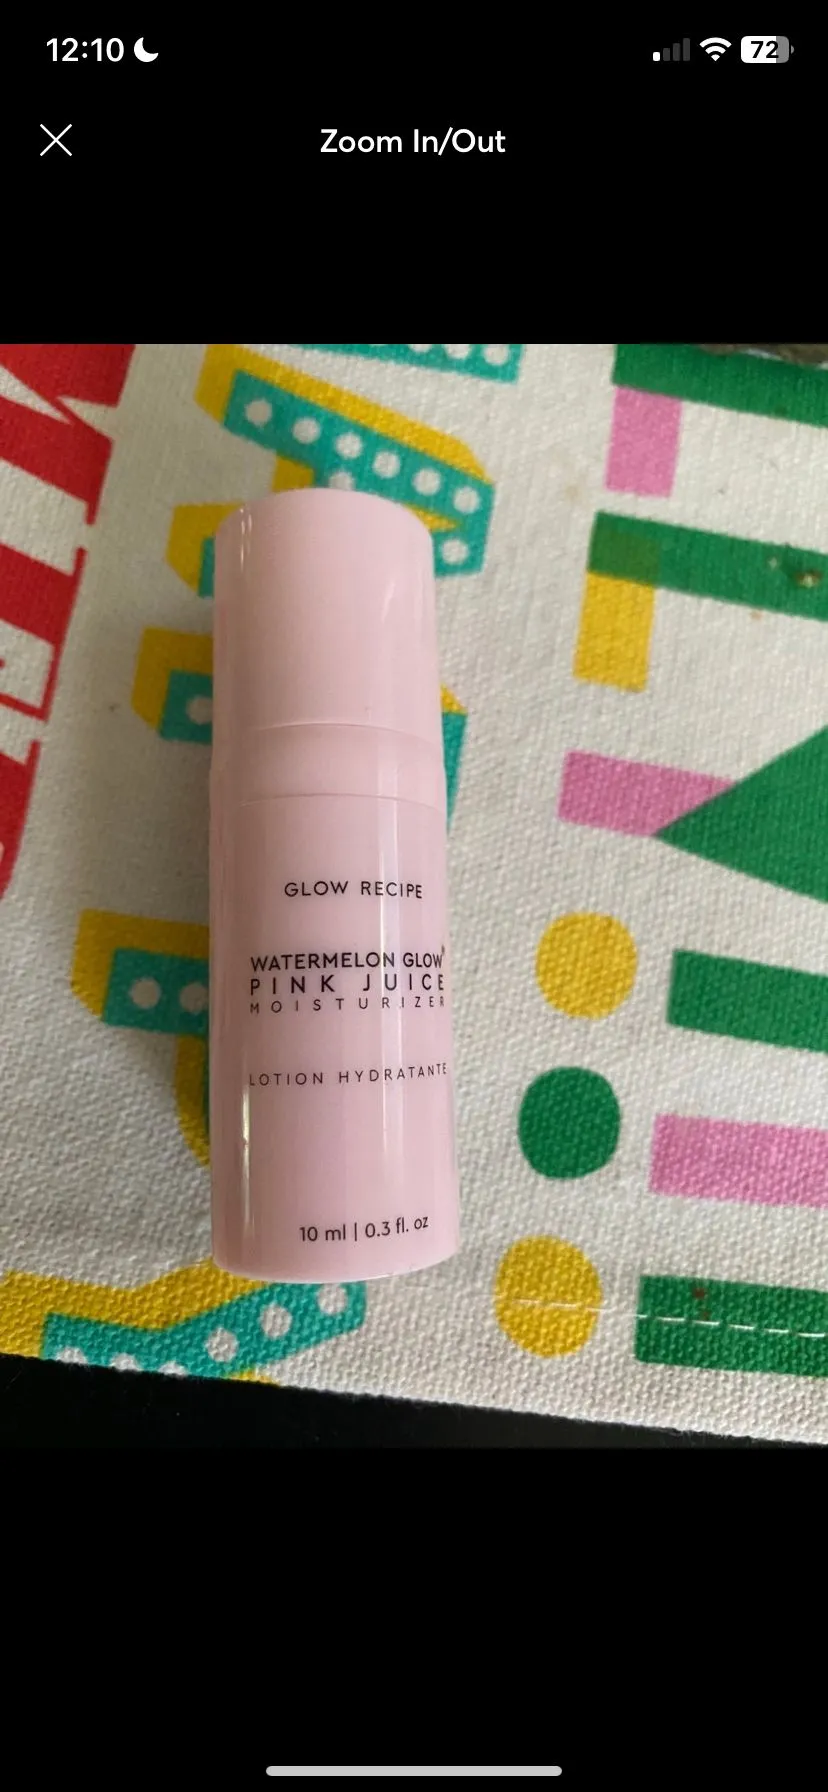 12:10
72
Zoom In/Out
GLOW RECIPE
WATERMELON GLOW®
PINK JUICE
MOISTURIZER
LOTION HYDRATANTE
10 ml | 0.3 fl. oz